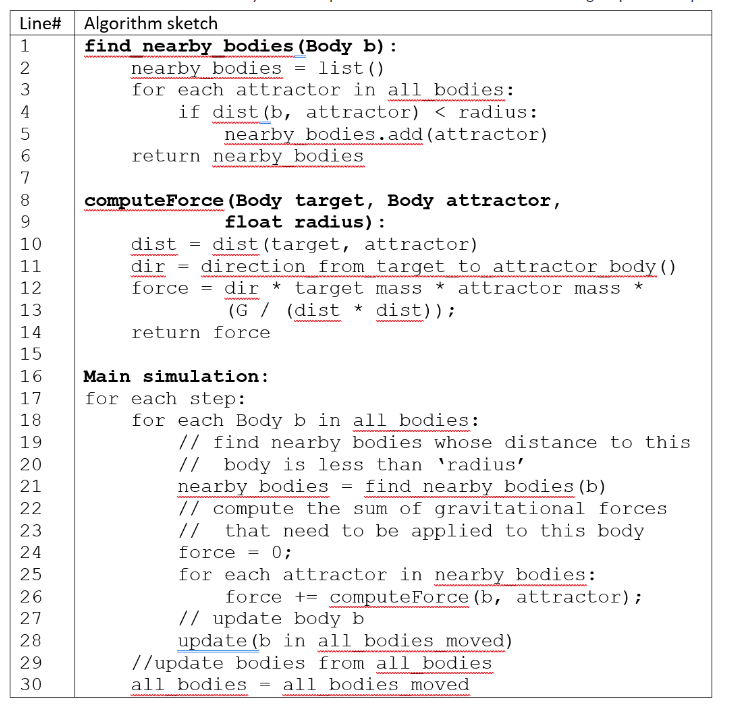 Line# Algorithm sketch
1 find_nearby_bodies(Body b):
2 nearby_bodies = list()
3 for each attractor in all_bodies:
4 if dist(b, attractor) < radius:
5 nearby_bodies.add(attractor)
6 return nearby_bodies
7
8 computeForce(Body target, Body attractor,
9 float radius):
10 dist = dist(target, attractor)
11 dir = direction_from_target_to_attractor_body()
12 force = dir * target_mass * attractor_mass *
13 (G / (dist * dist));
14 return force
15
16 Main simulation:
17 for each step:
18 for each Body b in all_bodies:
19 // find nearby bodies whose distance to this
20 //  body is less than ‘radius’
21 nearby_bodies = find_nearby_bodies(b)
22 // compute the sum of gravitational forces
23 //  that need to be applied to this body
24 force = 0;
25 for each attractor in nearby_bodies:
26 force += computeForce(b, attractor);
27 // update body b
28 update(b in all_bodies_moved)
29 //update bodies from all_bodies
30 all_bodies = all_bodies_moved